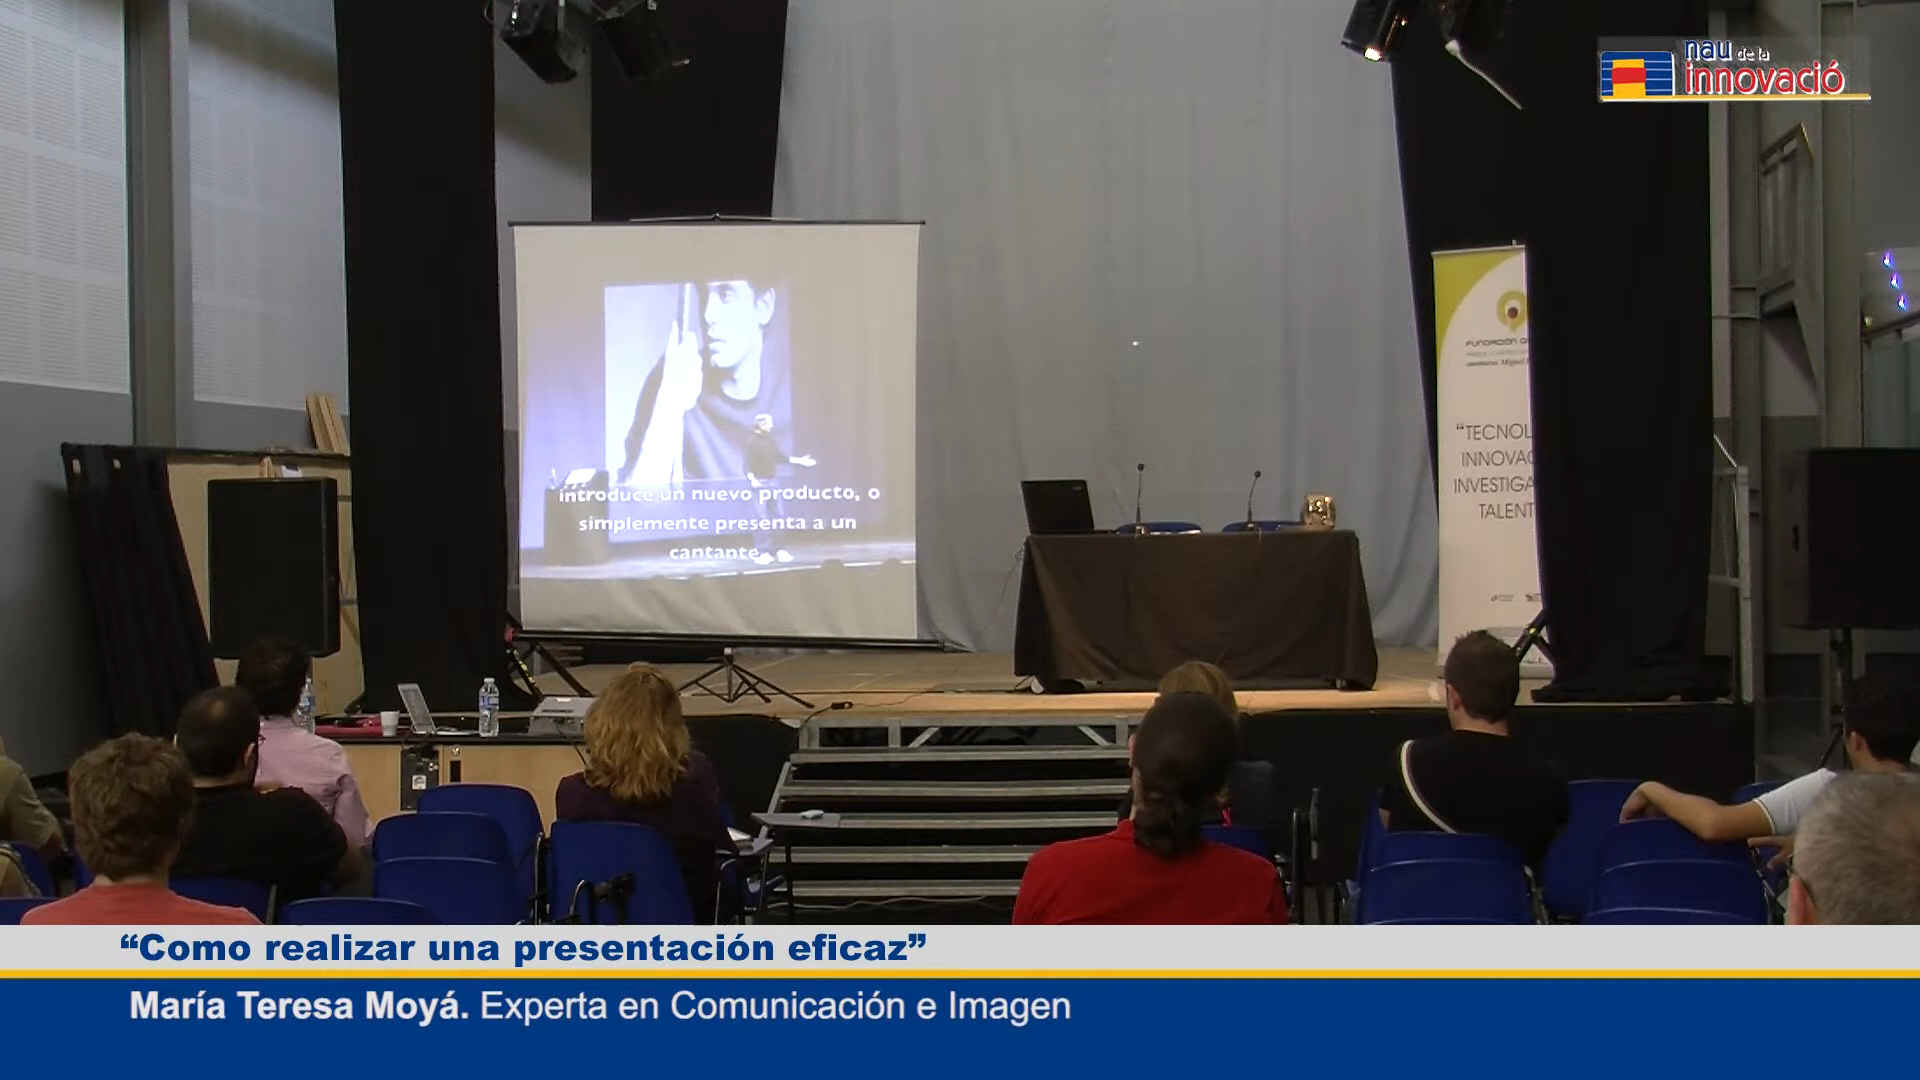 nau de la
innovació
introduce un nuevo producto, o
simplemente presenta a un
cantante
FUNDACIÓN
“TECNOL
INNOVAC
INVESTIGA
TALENT
“Como realizar una presentación eficaz”
María Teresa Moyá. Experta en Comunicación e Imagen